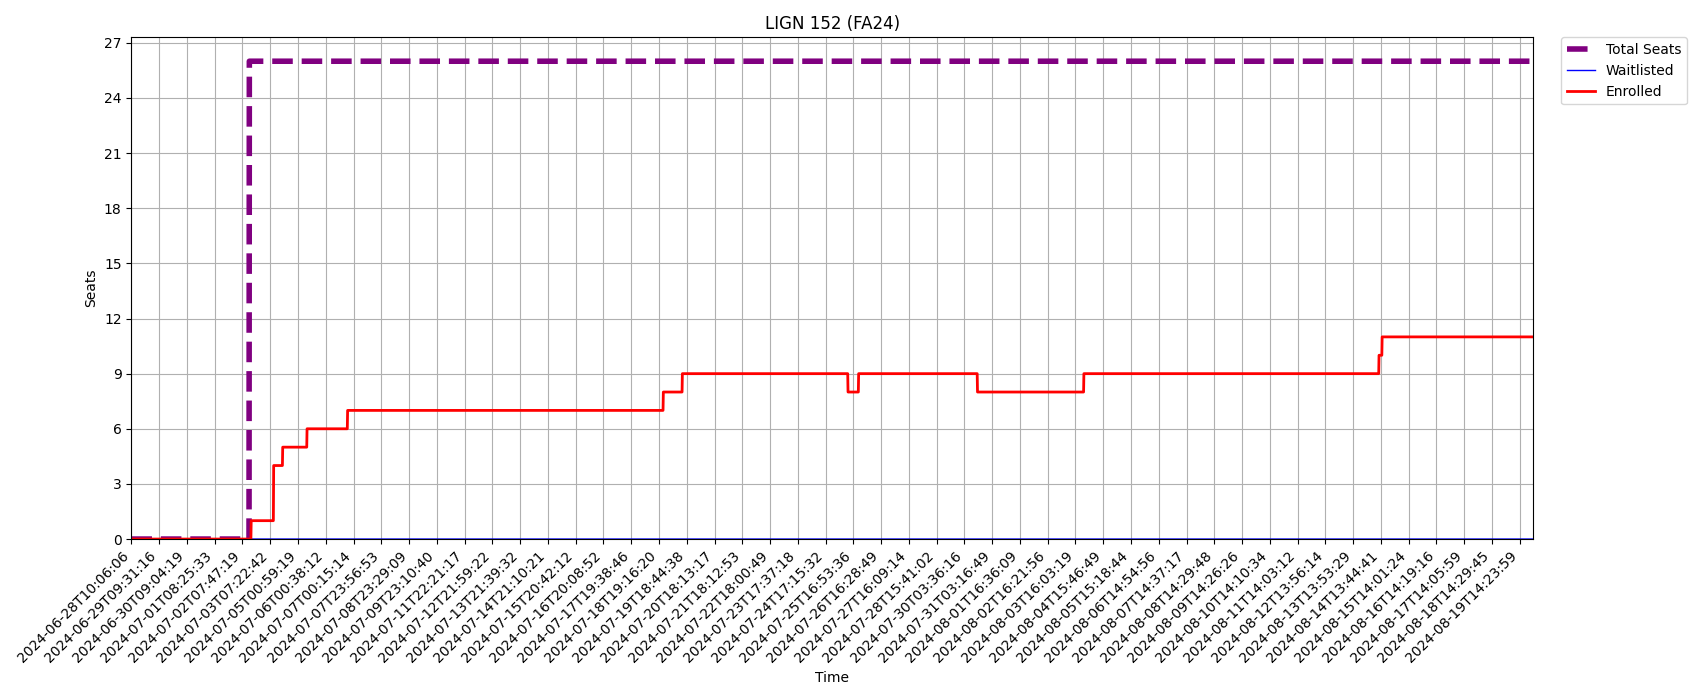 LIGN 152 (FA24)
Total Seats
Waitlisted
Enrolled
Seats
27
24
21
18
15
12
9
6
3
0
2024-06-28T10:06:06
2024-06-29T09:31:16
2024-06-30T09:04:19
2024-07-01T08:25:33
2024-07-02T07:47:19
2024-07-03T07:22:42
2024-07-05T00:59:19
2024-07-06T00:38:12
2024-07-07T00:15:14
2024-07-07T23:56:53
2024-07-08T23:29:09
2024-07-09T23:10:40
2024-07-11T22:21:17
2024-07-12T21:59:22
2024-07-13T21:39:32
2024-07-14T21:10:21
2024-07-15T20:42:12
2024-07-16T20:08:52
2024-07-17T19:38:46
2024-07-18T19:16:20
2024-07-19T18:44:38
2024-07-20T18:13:17
2024-07-21T18:12:53
2024-07-22T18:00:49
2024-07-23T17:37:18
2024-07-24T17:15:32
2024-07-25T16:53:36
2024-07-26T16:28:49
2024-07-27T16:09:14
2024-07-28T15:41:02
2024-07-30T03:36:16
2024-07-31T03:16:49
2024-08-01T16:36:09
2024-08-02T16:21:56
2024-08-03T16:03:19
2024-08-04T15:46:49
2024-08-05T15:18:44
2024-08-06T14:54:56
2024-08-07T14:37:17
2024-08-08T14:29:48
2024-08-09T14:26:26
2024-08-10T14:10:34
2024-08-11T14:03:12
2024-08-12T13:56:14
2024-08-13T13:53:29
2024-08-14T13:44:41
2024-08-15T14:01:24
2024-08-16T14:19:16
2024-08-17T14:05:59
2024-08-18T14:29:45
2024-08-19T14:23:59
Time